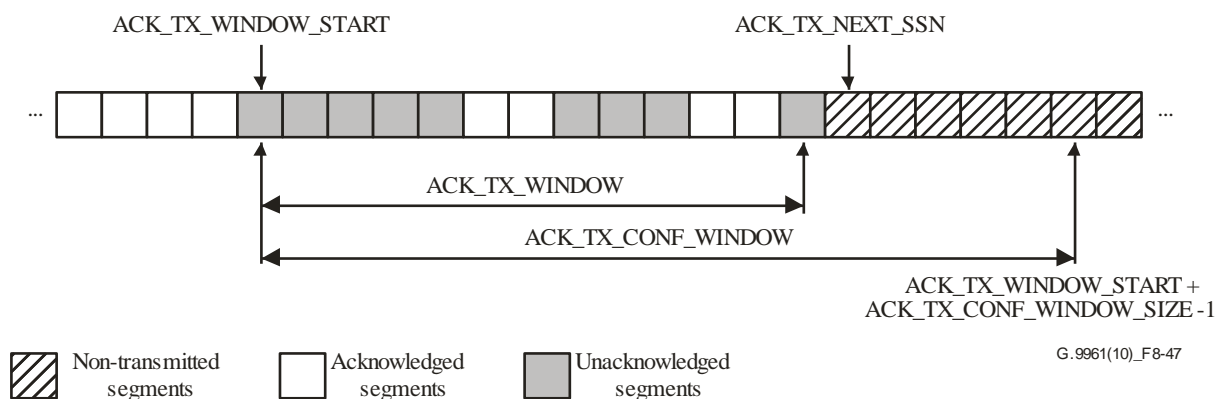 ACK_TX_WINDOW_START
ACK_TX_NEXT_SSN
...
...
ACK_TX_WINDOW
ACK_TX_CONF_WINDOW
ACK_TX_WINDOW_START +
ACK_TX_CONF_WINDOW_SIZE -1
Non-transmitted
segments
Acknowledged
segments
Unacknowledged
segments
G.9961(10)_F8-47